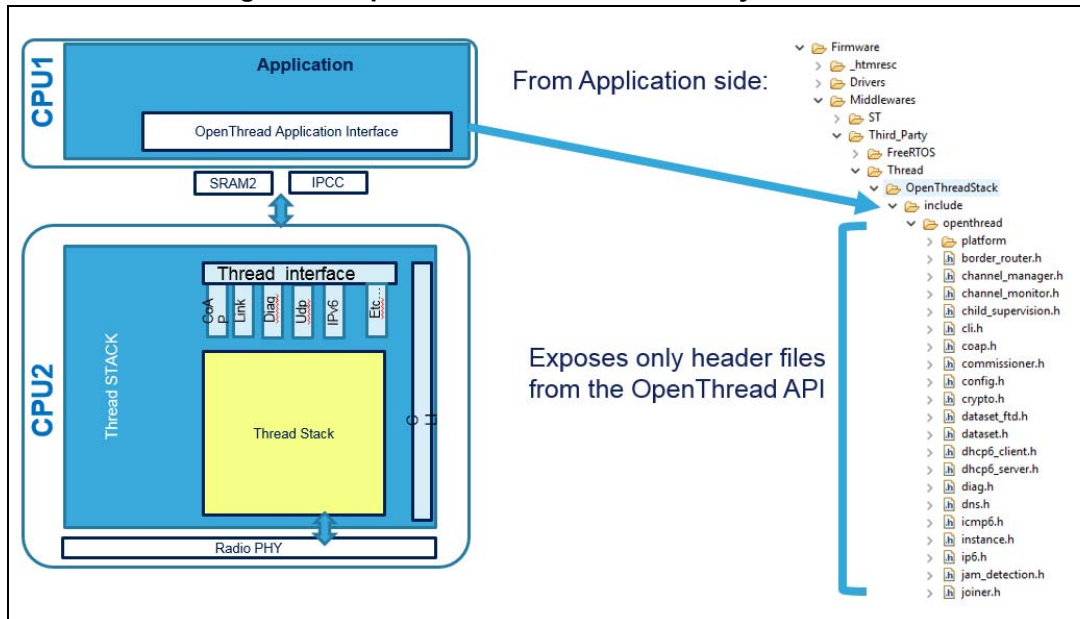 CPU1
Application
OpenThread Application Interface
SRAM2
IPCC
CPU2
Thread STACK
Thread interface
CoAP
Link
Diag
Udp
IPv6
Etc…
Thread Stack
CLI
Radio PHY
From Application side:
Exposes only header files
from the OpenThread API
Firmware
_htmresc
Drivers
Middlewares
ST
Third_Party
FreeRTOS
Thread
OpenThreadStack
include
openthread
platform
border_router.h
channel_manager.h
channel_monitor.h
child_supervision.h
cli.h
coap.h
commissioner.h
config.h
crypto.h
dataset_ftd.h
dataset.h
dhcp6_client.h
dhcp6_server.h
diag.h
dns.h
icmp6.h
instance.h
ip6.h
jam_detection.h
joiner.h